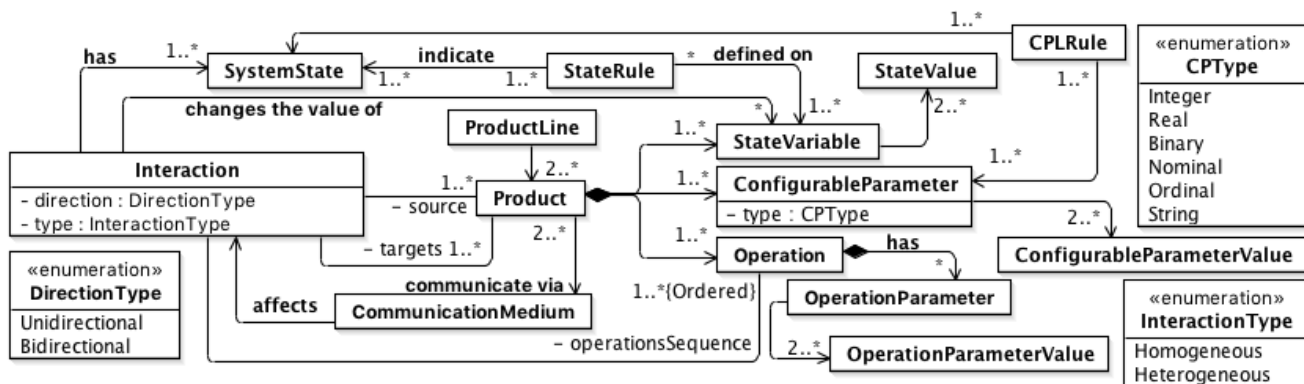 1..*
has
1..*
SystemState
indicate
1..*
1..*
StateRule
*
defined on
1..*
CPLRule
1..*
StateValue
2..*
«enumeration»
CPType
Integer
Real
Binary
Nominal
Ordinal
String
changes the value of
*
ProductLine
2..*
1..*
StateVariable
Interaction
- direction : DirectionType
- type : InteractionType
1..*
- source
Product
1..*
ConfigurableParameter
- type : CPType
1..*
2..*
ConfigurableParameterValue
- targets 1..*
2..*
1..*
Operation
has
*
OperationParameter
«enumeration»
DirectionType
Unidirectional
Bidirectional
affects
communicate via
CommunicationMedium
1..*{Ordered}
- operationsSequence
2..*
OperationParameterValue
«enumeration»
InteractionType
Homogeneous
Heterogeneous